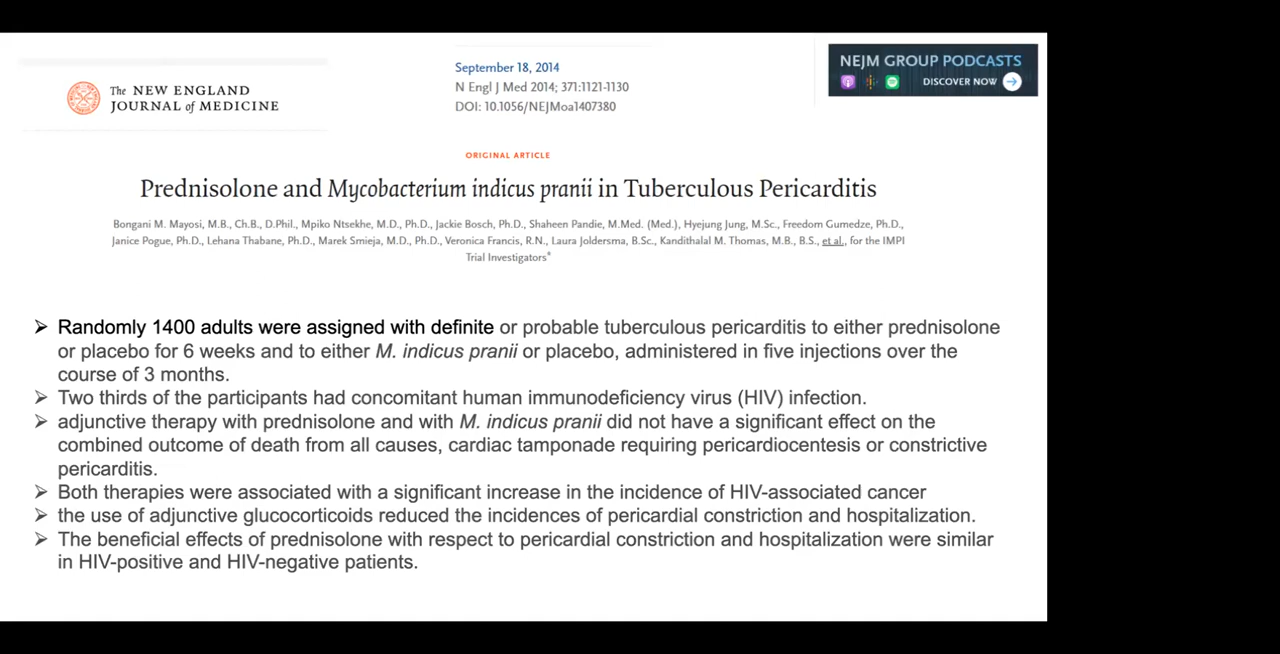 The NEW ENGLAND
JOURNAL of MEDICINE
September 18, 2014
N Engl J Med 2014; 371:1121-1130
DOI: 10.1056/NEJMoa1407380
NEJM GROUP PODCASTS
DISCOVER NOW
ORIGINAL ARTICLE
Prednisolone and Mycobacterium indicus pranii in Tuberculous Pericarditis
Bongani M. Mayosi, M.B., Ch.B., D.Phil., Mpiko Ntsekhe, M.D., Ph.D., Jackie Bosch, Ph.D., Shaheen Pandie, M.Med. (Med.), Hyejung Jung, M.Sc., Freedom Gumedze, Ph.D.,
Janice Pogue, Ph.D., Lehana Thabane, Ph.D., Marek Smieja, M.D., Ph.D., Veronica Francis, R.N., Laura Joldersma, B.Sc., Kandithalal M. Thomas, M.B., B.S., et al., for the IMPI
Trial Investigators*
➢ Randomly 1400 adults were assigned with definite or probable tuberculous pericarditis to either prednisolone
or placebo for 6 weeks and to either M. indicus pranii or placebo, administered in five injections over the
course of 3 months.
➢ Two thirds of the participants had concomitant human immunodeficiency virus (HIV) infection.
➢ adjunctive therapy with prednisolone and with M. indicus pranii did not have a significant effect on the
combined outcome of death from all causes, cardiac tamponade requiring pericardiocentesis or constrictive
pericarditis.
➢ Both therapies were associated with a significant increase in the incidence of HIV-associated cancer
➢ the use of adjunctive glucocorticoids reduced the incidences of pericardial constriction and hospitalization.
➢ The beneficial effects of prednisolone with respect to pericardial constriction and hospitalization were similar
in HIV-positive and HIV-negative patients.